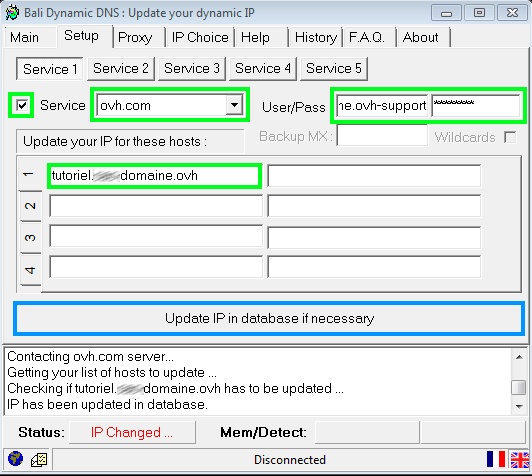 Bali Dynamic DNS : Update your dynamic IP
Main Setup Proxy IP Choice Help History F.A.Q. About
Service 1 Service 2 Service 3 Service 4 Service 5
Service ovh.com User/Pass ne.ovh-support *********
Update your IP for these hosts : Backup MX : Wildcards
1 tutoriel. domaine.ovh
2
3
4
Update IP in database if necessary
Contacting ovh.com server...
Getting your list of hosts to update ...
Checking if tutoriel. domaine.ovh has to be updated ...
IP has been updated in database.
Status: IP Changed ... Mem/Detect:
Disconnected